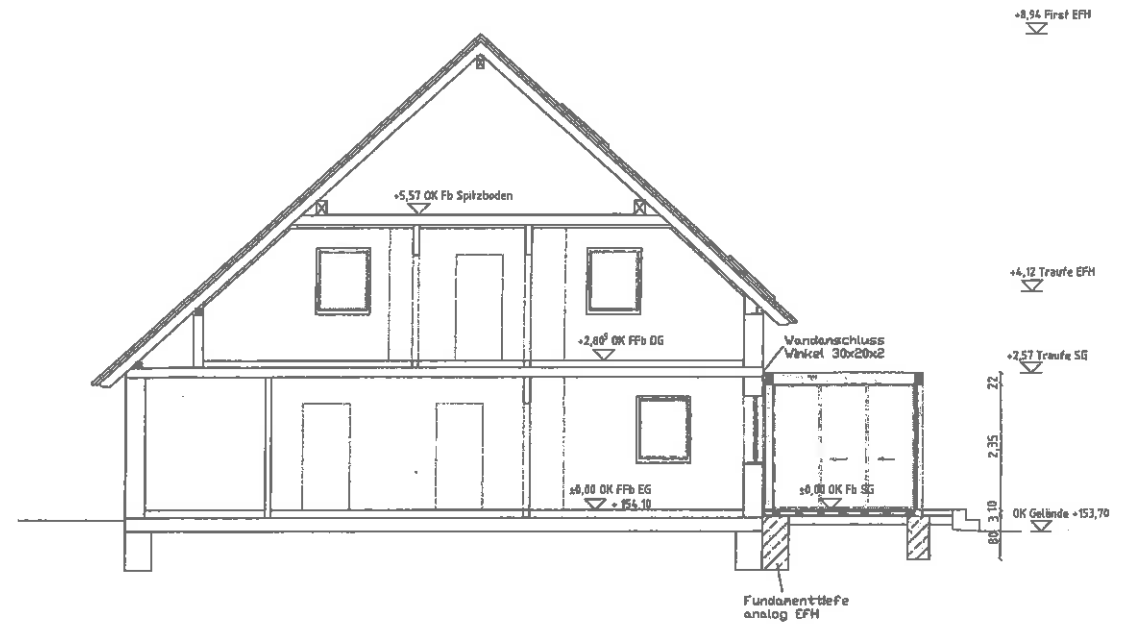 +8,94 First EFH
+5,57 OK Fb Spitzboden
+4,12 Traufe EFH
+2,80⁵ OK FFb OG
Wandanschluss
Winkel 30x20x2
+2,57 Traufe SG
22
2,35
±0,00 OK FFb EG
+ 154.10
±0,00 OK Fb SG
3 10
OK Gelände +153,70
80
Fundamenttiefe
analog EFH